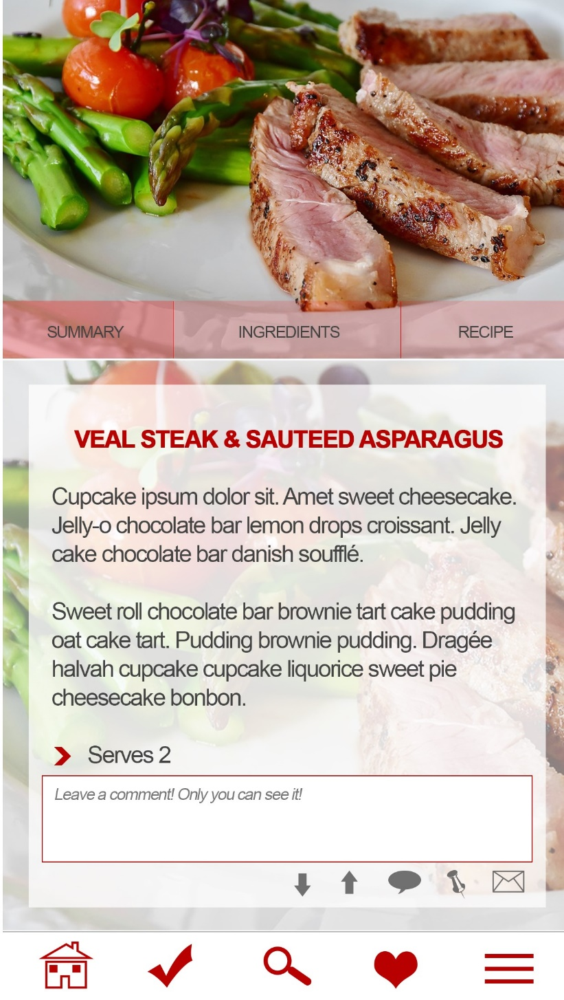 SUMMARY
INGREDIENTS
RECIPE
VEAL STEAK & SAUTEED ASPARAGUS
Cupcake ipsum dolor sit. Amet sweet cheesecake.
Jelly-o chocolate bar lemon drops croissant. Jelly
cake chocolate bar danish soufflé.
Sweet roll chocolate bar brownie tart cake pudding
oat cake tart. Pudding brownie pudding. Dragée
halvah cupcake cupcake liquorice sweet pie
cheesecake bonbon.
Serves 2
Leave a comment! Only you can see it!